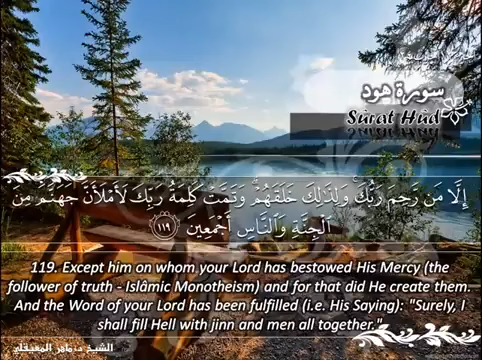 سورة هود
Surat Hûd
إِلَّا مَن رَّحِمَ رَبُّكَ ۚ وَلِذَٰلِكَ خَلَقَهُمْ ۗ وَتَمَّتْ كَلِمَةُ رَبِّكَ لَأَمْلَأَنَّ جَهَنَّمَ مِنَ
الْجِنَّةِ وَالنَّاسِ أَجْمَعِينَ ١١٩
119. Except him on whom your Lord has bestowed His Mercy (the
follower of truth - Islâmic Monotheism) and for that did He create them.
And the Word of your Lord has been fulfilled (i.e. His Saying): "Surely, I
shall fill Hell with jinn and men all together."
الشيخ د.ماهر المعيقلي